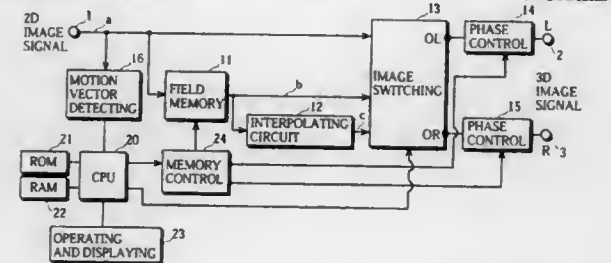 2D
IMAGE
SIGNAL
1
a
16
MOTION
VECTOR
DETECTING
11
FIELD
MEMORY
b
12
INTERPOLATING
CIRCUIT
c
13
OL
IMAGE
SWITCHING
OR
14
PHASE
CONTROL
L
2
3D
IMAGE
SIGNAL
15
PHASE
CONTROL
R
3
21
ROM
RAM
22
20
CPU
24
MEMORY
CONTROL
OPERATING
AND DISPLAYING
23